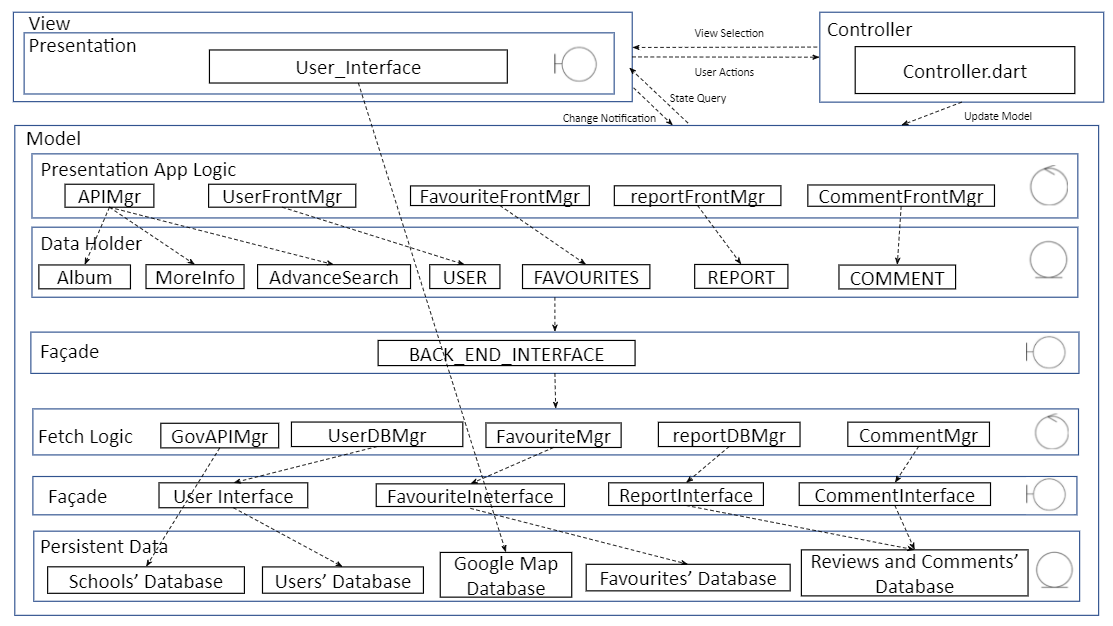 View
Presentation
User_Interface
View Selection
User Actions
State Query
Change Notification
Controller
Controller.dart
Update Model
Model
Presentation App Logic
APIMgr
UserFrontMgr
FavouriteFrontMgr
reportFrontMgr
CommentFrontMgr
Data Holder
Album
MoreInfo
AdvanceSearch
USER
FAVOURITES
REPORT
COMMENT
Façade
BACK_END_INTERFACE
Fetch Logic
GovAPIMgr
UserDBMgr
FavouriteMgr
reportDBMgr
CommentMgr
Façade
User Interface
FavouriteIneterface
ReportInterface
CommentInterface
Persistent Data
Schools’ Database
Users’ Database
Google Map
Database
Favourites’ Database
Reviews and Comments’
Database